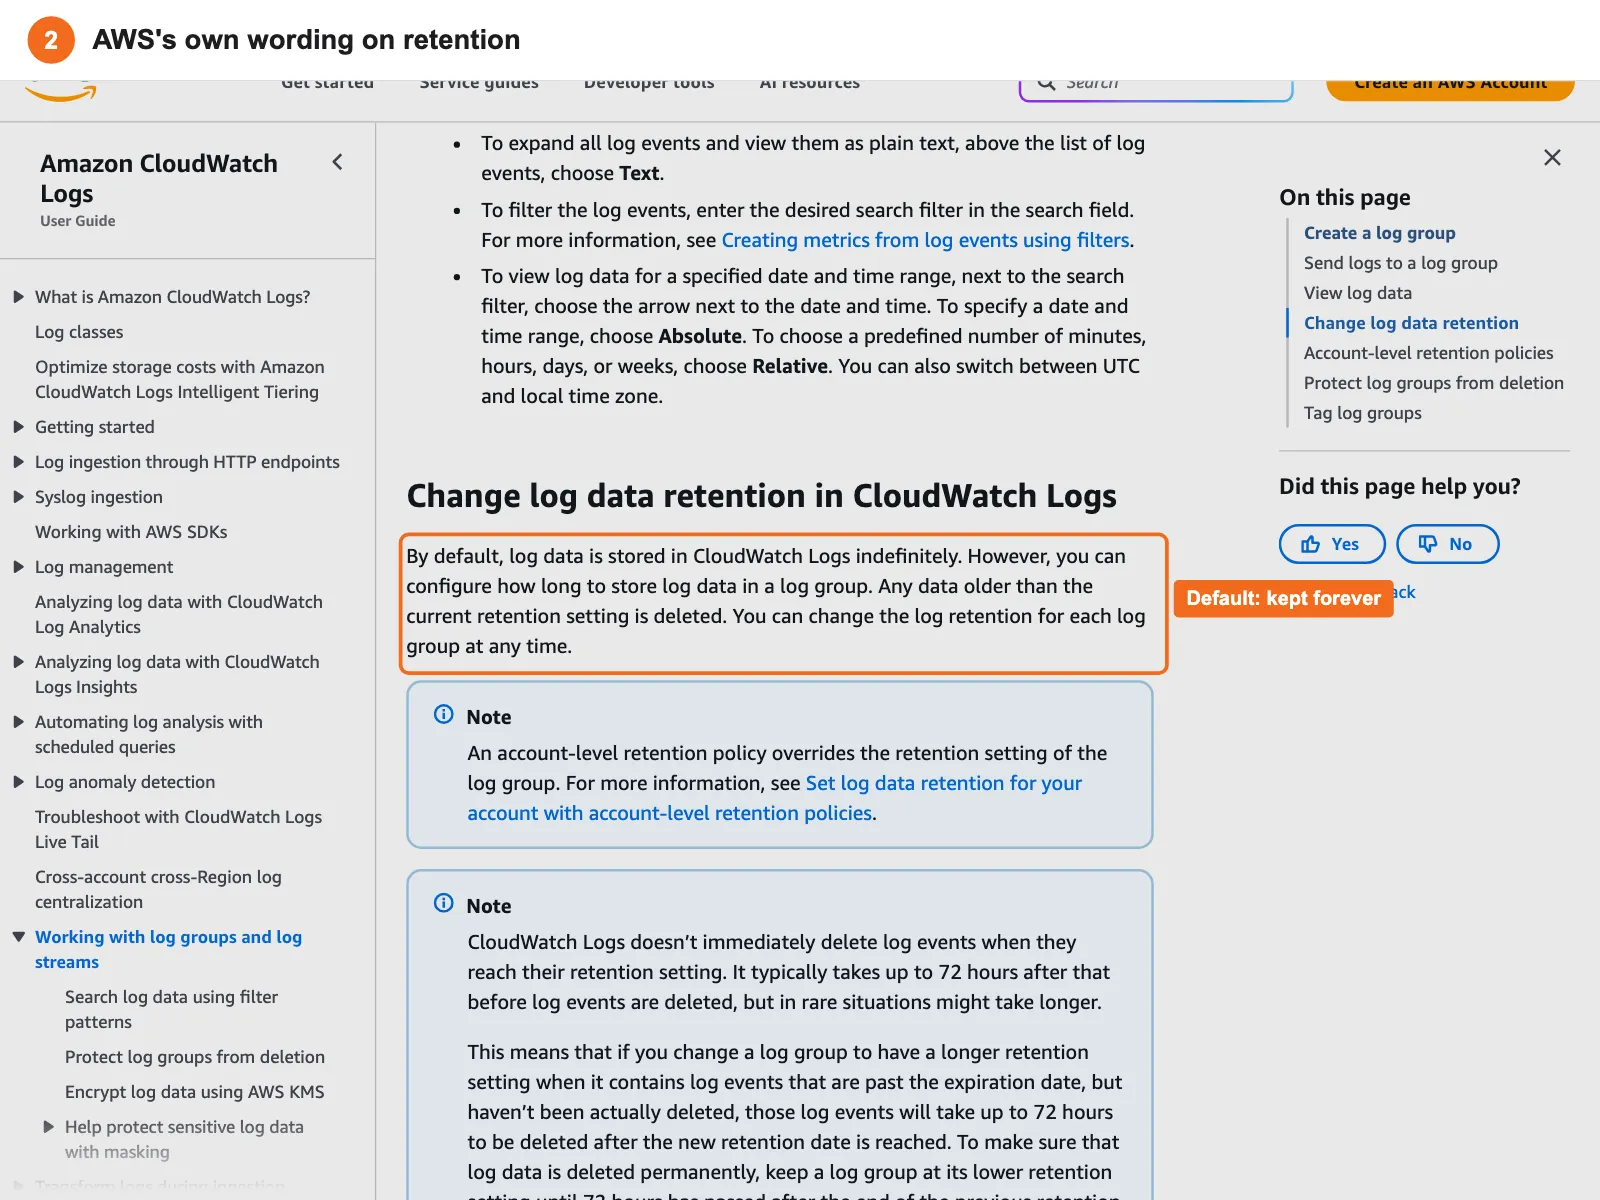 2 AWS's own wording on retention
Get started Service guides Developer tools AI resources Search Create an AWS Account
Amazon CloudWatch
Logs
User Guide
What is Amazon CloudWatch Logs?
Log classes
Optimize storage costs with Amazon
CloudWatch Logs Intelligent Tiering
Getting started
Log ingestion through HTTP endpoints
Syslog ingestion
Working with AWS SDKs
Log management
Analyzing log data with CloudWatch
Log Analytics
Analyzing log data with CloudWatch
Logs Insights
Automating log analysis with
scheduled queries
Log anomaly detection
Troubleshoot with CloudWatch Logs
Live Tail
Cross-account cross-Region log
centralization
Working with log groups and log
streams
Search log data using filter
patterns
Protect log groups from deletion
Encrypt log data using AWS KMS
Help protect sensitive log data
with masking
Transform logs during ingestion
• To expand all log events and view them as plain text, above the list of log
events, choose Text.
• To filter the log events, enter the desired search filter in the search field.
For more information, see Creating metrics from log events using filters.
• To view log data for a specified date and time range, next to the search
filter, choose the arrow next to the date and time. To specify a date and
time range, choose Absolute. To choose a predefined number of minutes,
hours, days, or weeks, choose Relative. You can also switch between UTC
and local time zone.
Change log data retention in CloudWatch Logs
By default, log data is stored in CloudWatch Logs indefinitely. However, you can
configure how long to store log data in a log group. Any data older than the
current retention setting is deleted. You can change the log retention for each log
group at any time.
Default: kept forever
Note
An account-level retention policy overrides the retention setting of the
log group. For more information, see Set log data retention for your
account with account-level retention policies.
Note
CloudWatch Logs doesn’t immediately delete log events when they
reach their retention setting. It typically takes up to 72 hours after that
before log events are deleted, but in rare situations might take longer.
This means that if you change a log group to have a longer retention
setting when it contains log events that are past the expiration date, but
haven’t been actually deleted, those log events will take up to 72 hours
to be deleted after the new retention date is reached. To make sure that
log data is deleted permanently, keep a log group at its lower retention
setting until 72 hours has passed after the end of the previous retention
On this page
Create a log group
Send logs to a log group
View log data
Change log data retention
Account-level retention policies
Protect log groups from deletion
Tag log groups
Did this page help you?
Yes No
ack